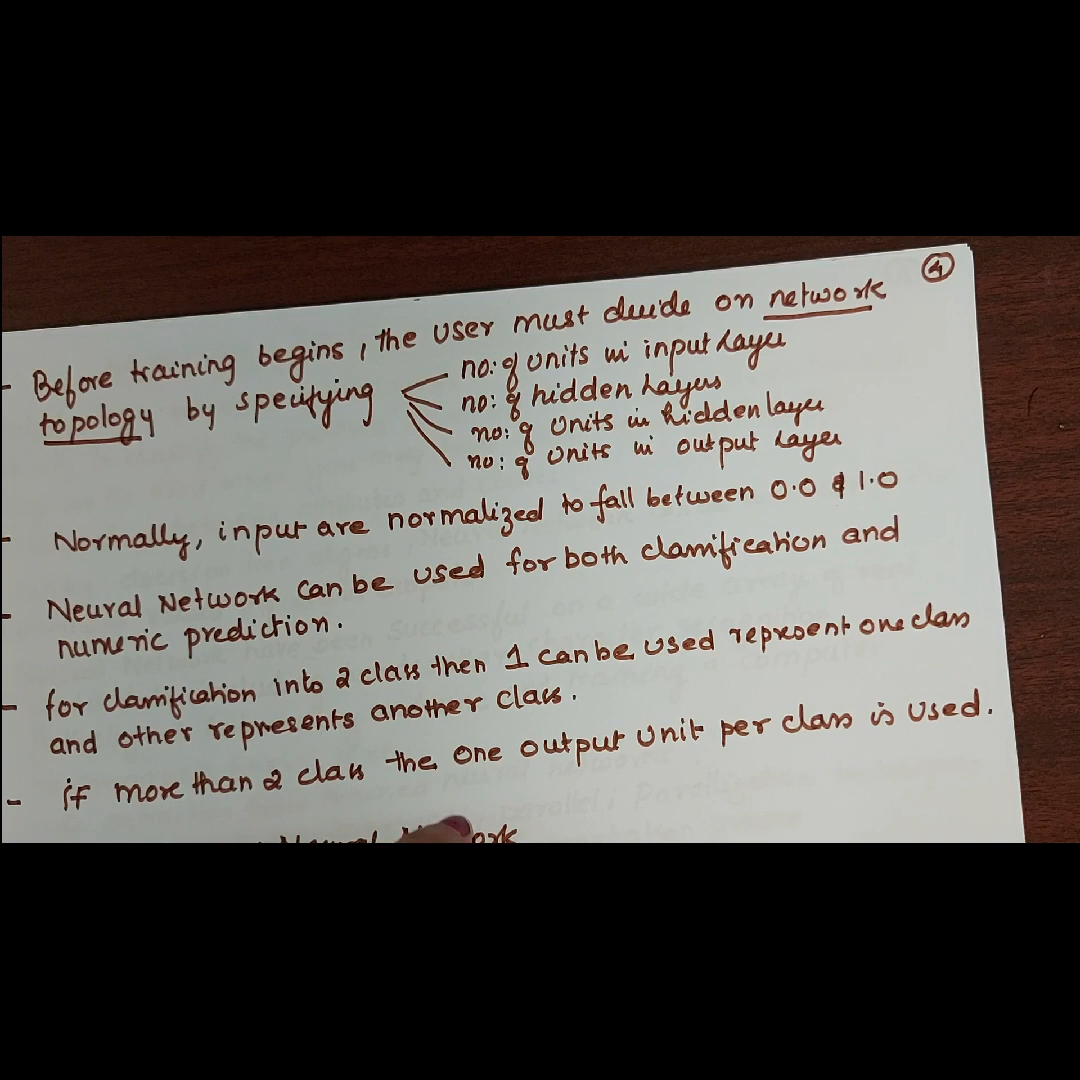 4
- Before training begins, the user must decide on network
topology by specifying
no: of units in input layer
no: of hidden layers
no: of units in hidden layer
no: of units in output layer
- Normally, input are normalized to fall between 0.0 & 1.0
- Neural Network can be used for both classification and
numeric prediction.
- for classification into 2 class then 1 can be used represent one class
and other represents another class.
- if more than 2 class the one output unit per class is used.
Neural